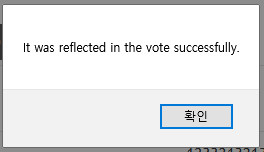 It was reflected in the vote successfully.
확인